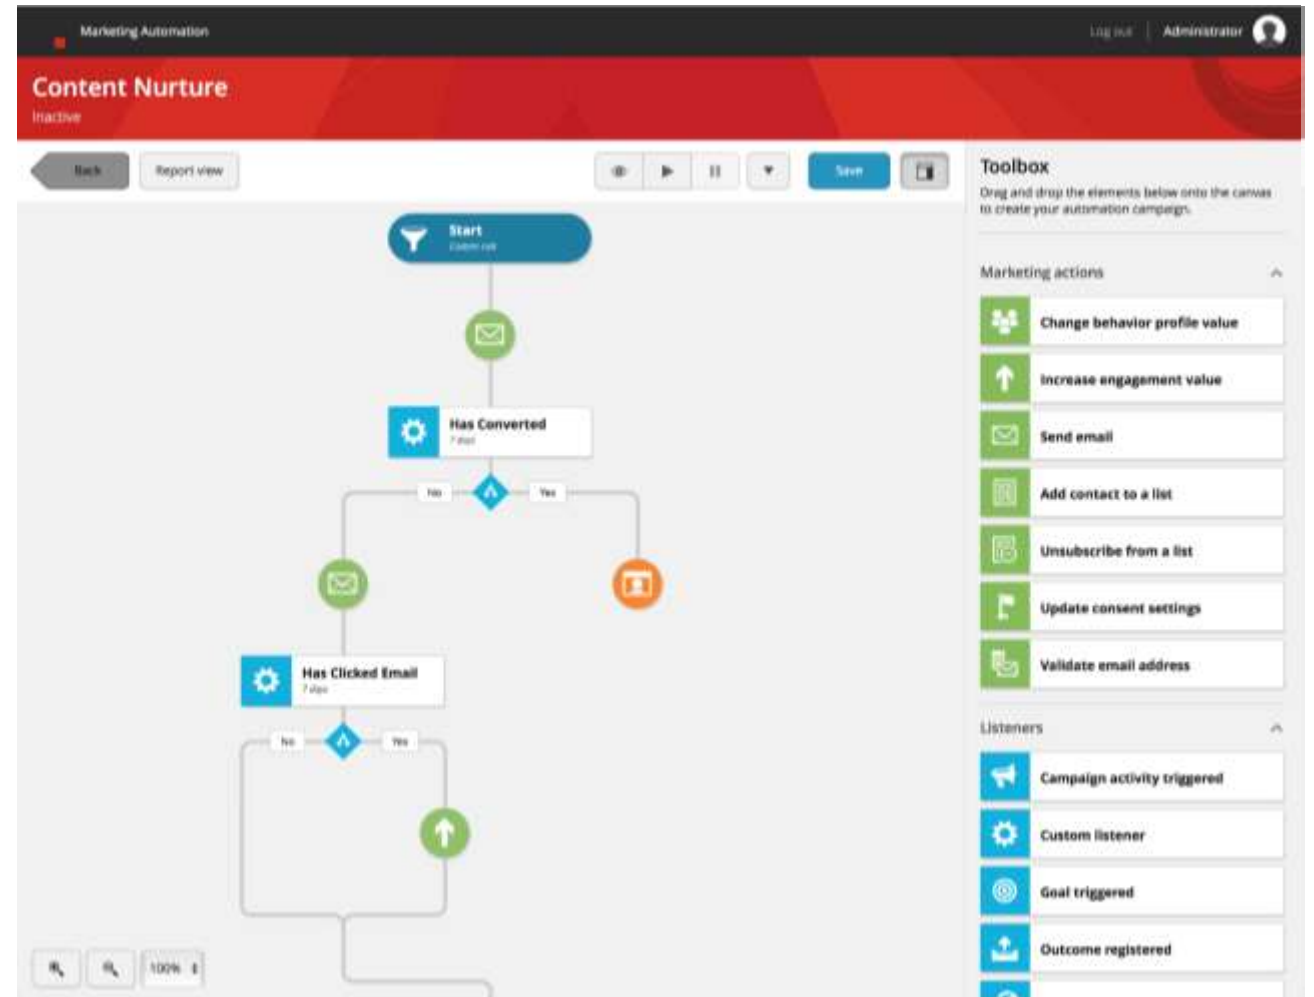 Marketing Automation
Log out
Administrator
Content Nurture
Inactive
Back
Report view
Save
Toolbox
Drag and drop the elements below onto the canvas
to create your automation campaign.
Start
Marketing actions
Change behavior profile value
Increase engagement value
Has Converted
7 days
Send email
No
Yes
Add contact to a list
Unsubscribe from a list
Update consent settings
Has Clicked Email
7 days
Validate email address
No
Yes
Listeners
Campaign activity triggered
Custom listener
Goal triggered
Outcome registered
100%